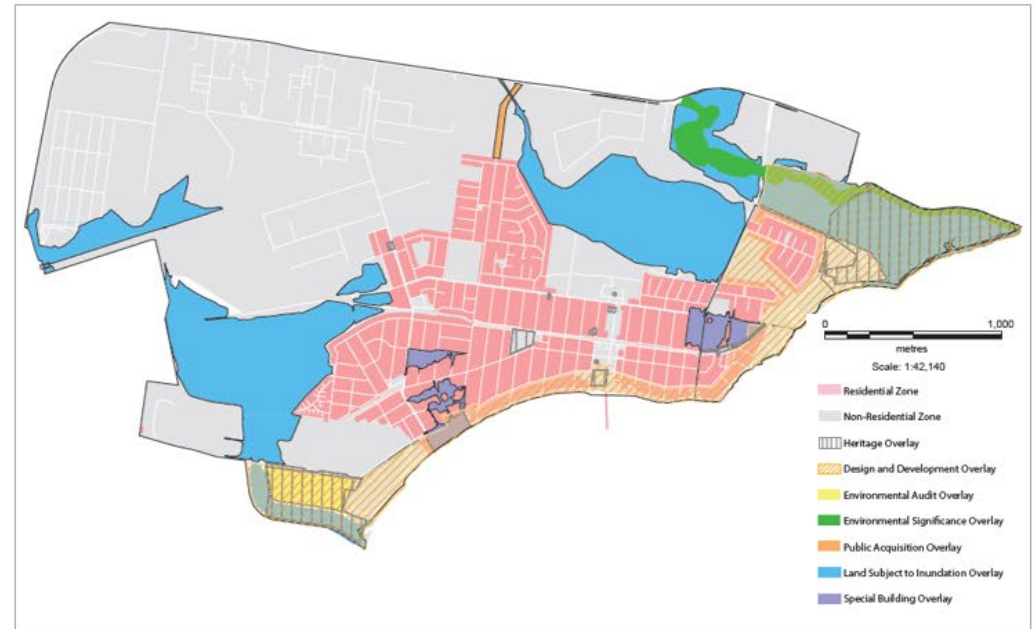 0 1,000
metres
Scale: 1:42,140
Residential Zone
Non-Residential Zone
Heritage Overlay
Design and Development Overlay
Environmental Audit Overlay
Environmental Significance Overlay
Public Acquisition Overlay
Land Subject to Inundation Overlay
Special Building Overlay